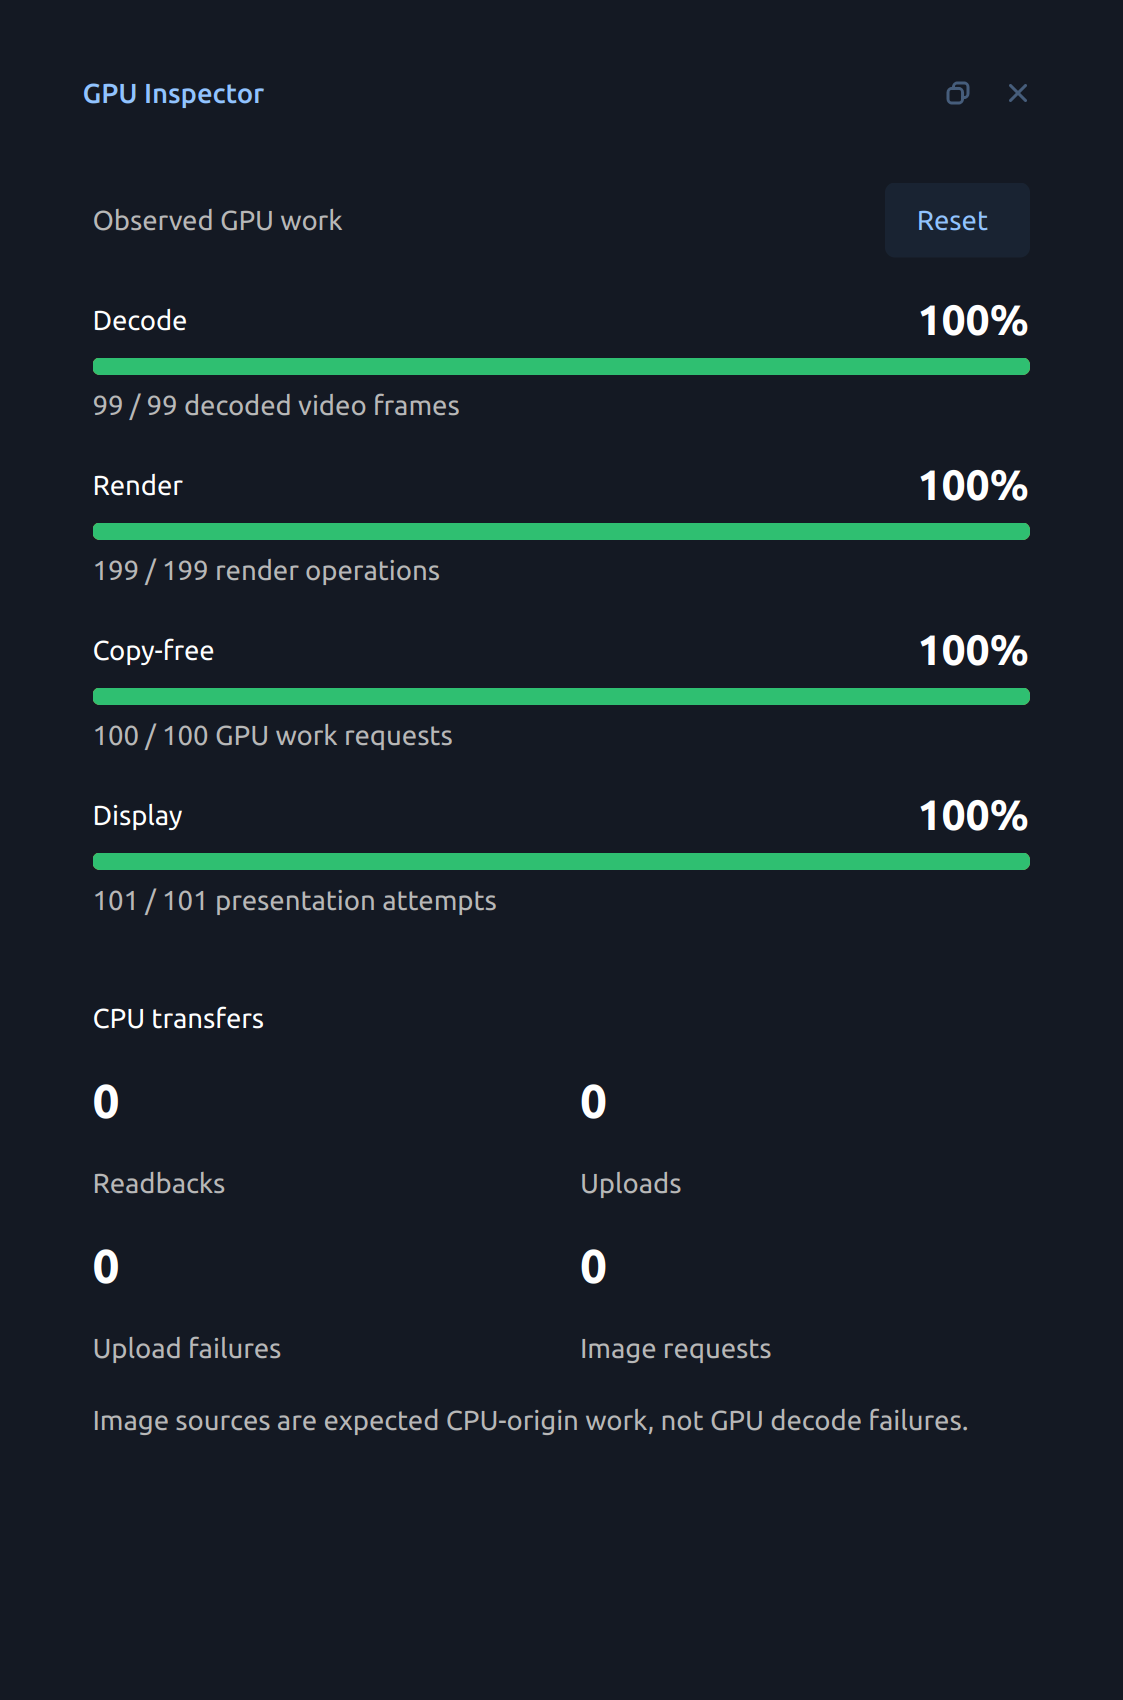 GPU Inspector
Observed GPU work
Reset
Decode
100%
99 / 99 decoded video frames
Render
100%
199 / 199 render operations
Copy-free
100%
100 / 100 GPU work requests
Display
100%
101 / 101 presentation attempts
CPU transfers
0
0
Readbacks
Uploads
0
0
Upload failures
Image requests
Image sources are expected CPU-origin work, not GPU decode failures.